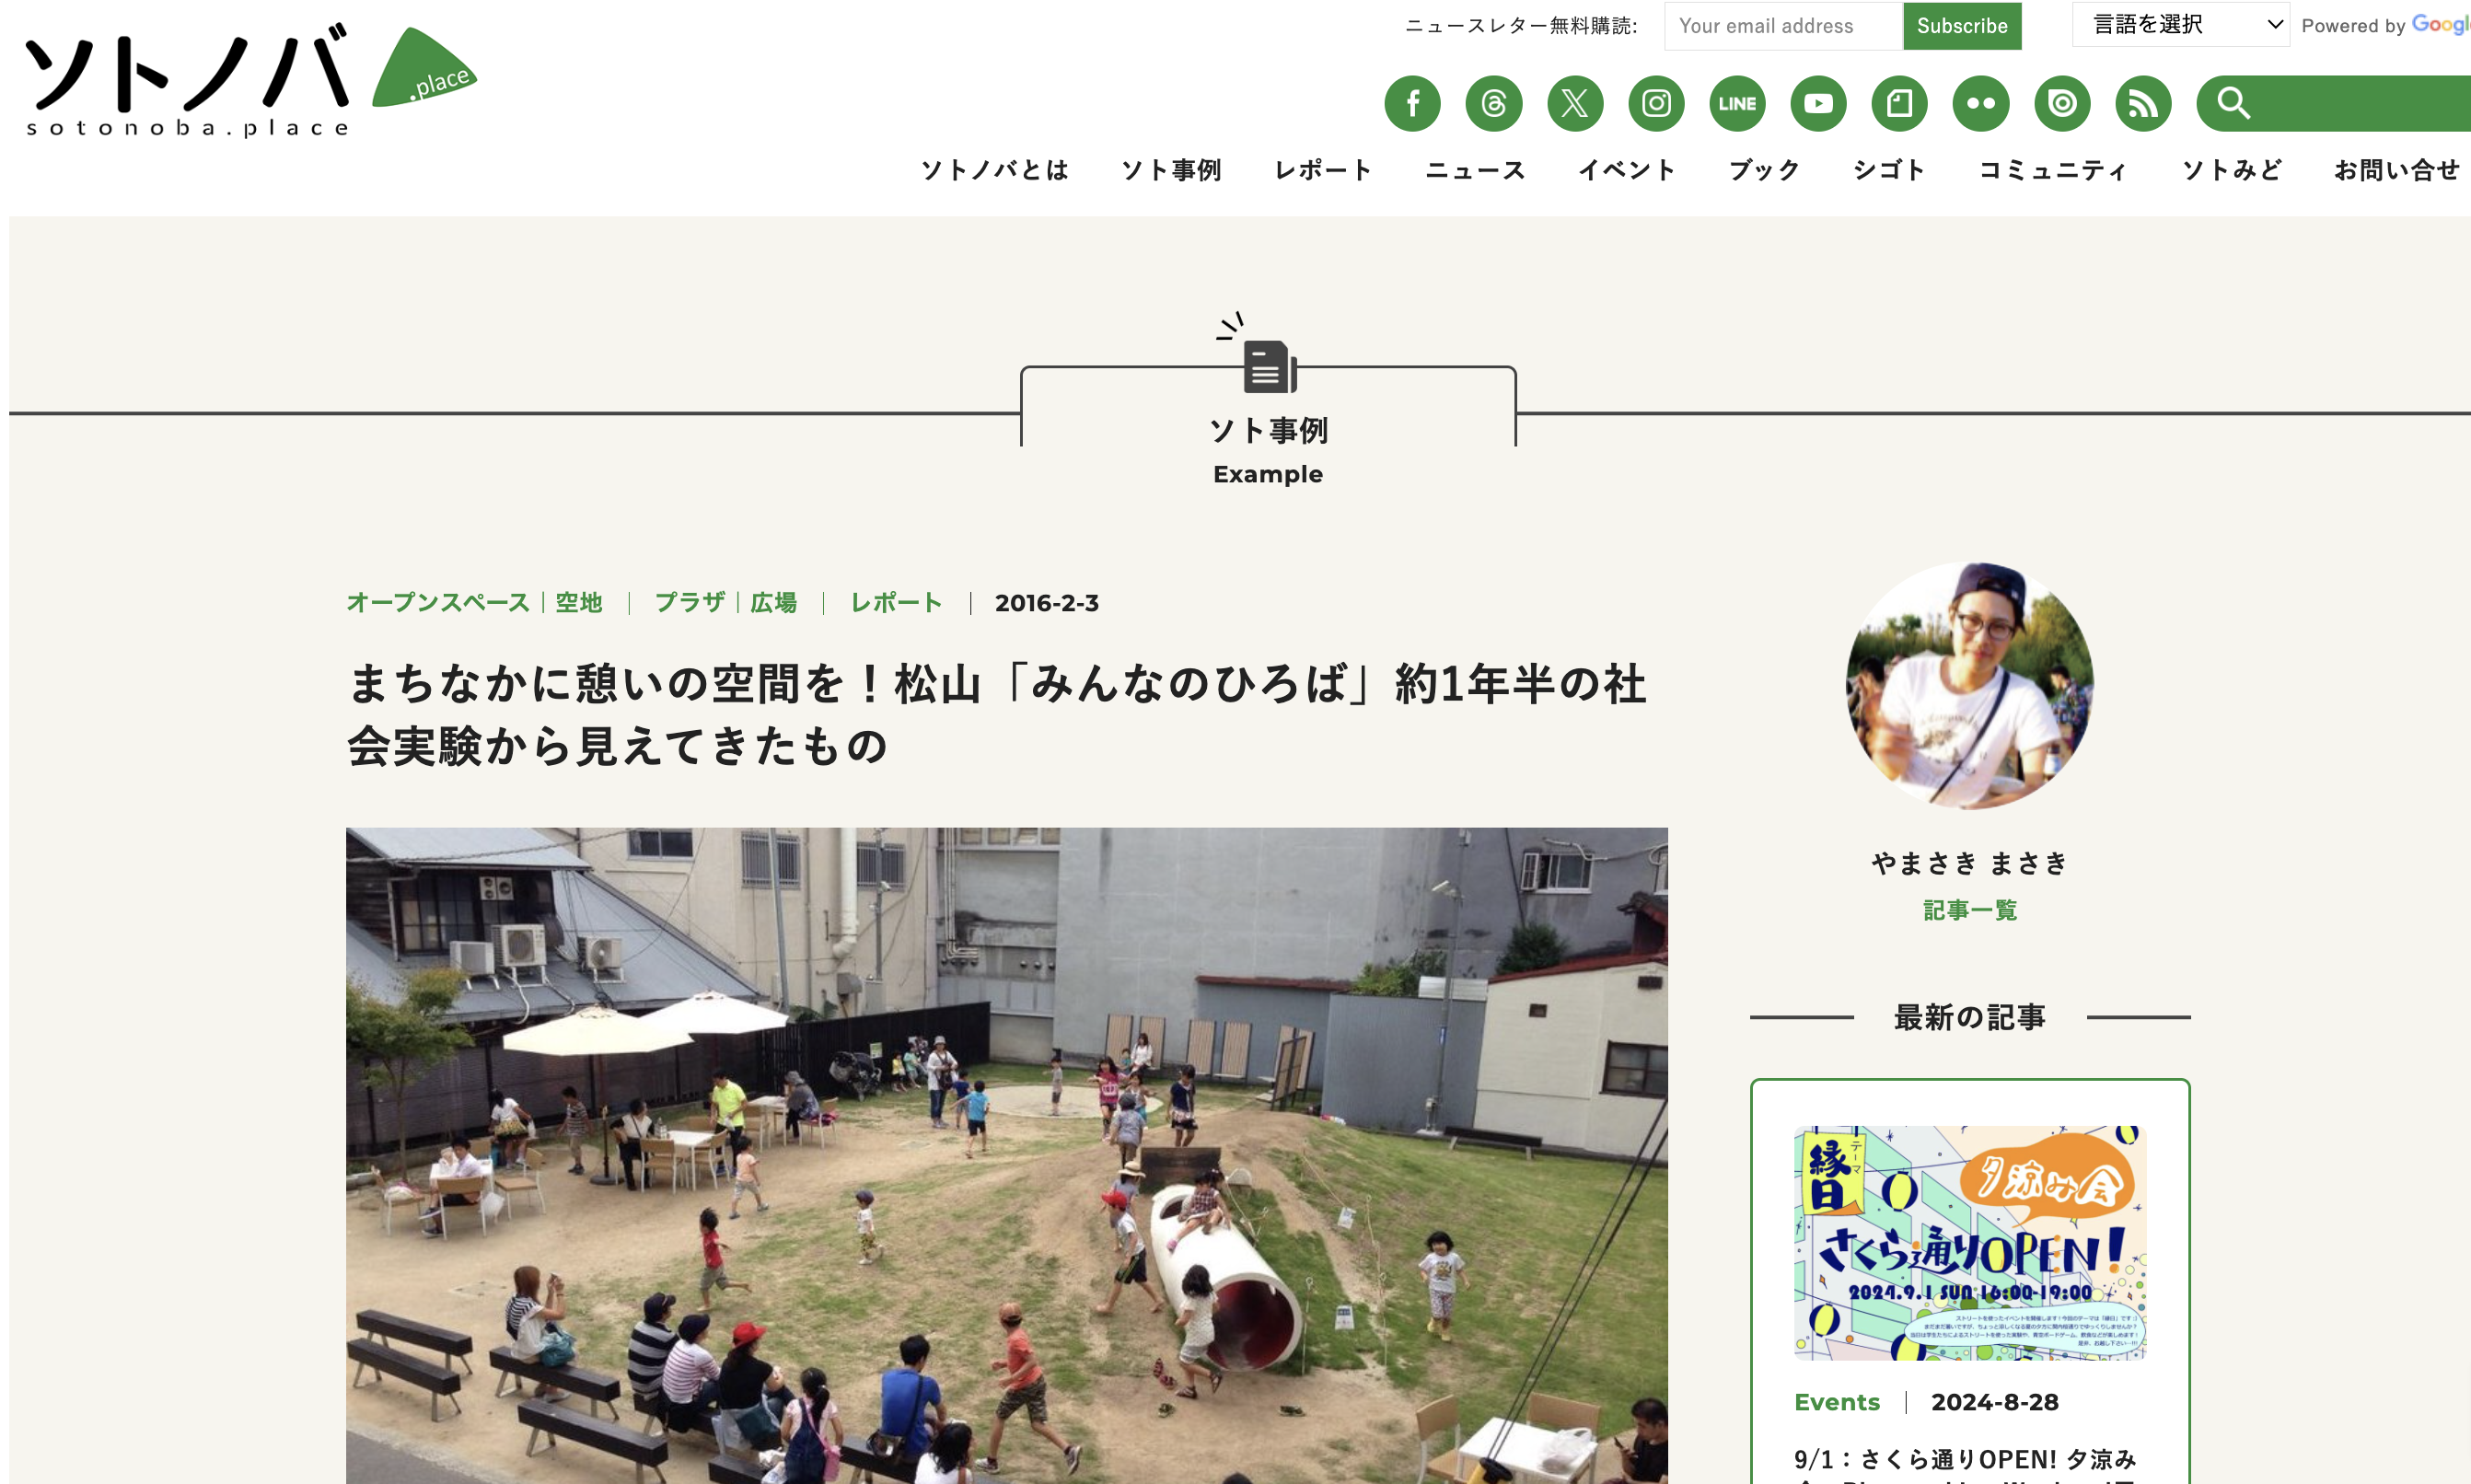 ニュースレター無料購読: Your email address Subscribe 言語を選択 Powered by Google
ソトノバ
.place
sotonoba.place
LINE
ソトノバとは ソト事例 レポート ニュース イベント ブック シゴト コミュニティ ソトみど お問い合せ
ソト事例
Example
オープンスペース｜空地 ｜ プラザ｜広場 ｜ レポート ｜ 2016-2-3
まちなかに憩いの空間を！松山「みんなのひろば」約1年半の社
会実験から見えてきたもの
やまさき まさき
記事一覧
最新の記事
テーマ
縁日
夕涼み会
さくら通りOPEN!
2024.9.1 SUN 16:00-19:00
Events ｜ 2024-8-28
9/1：さくら通りOPEN! 夕涼み